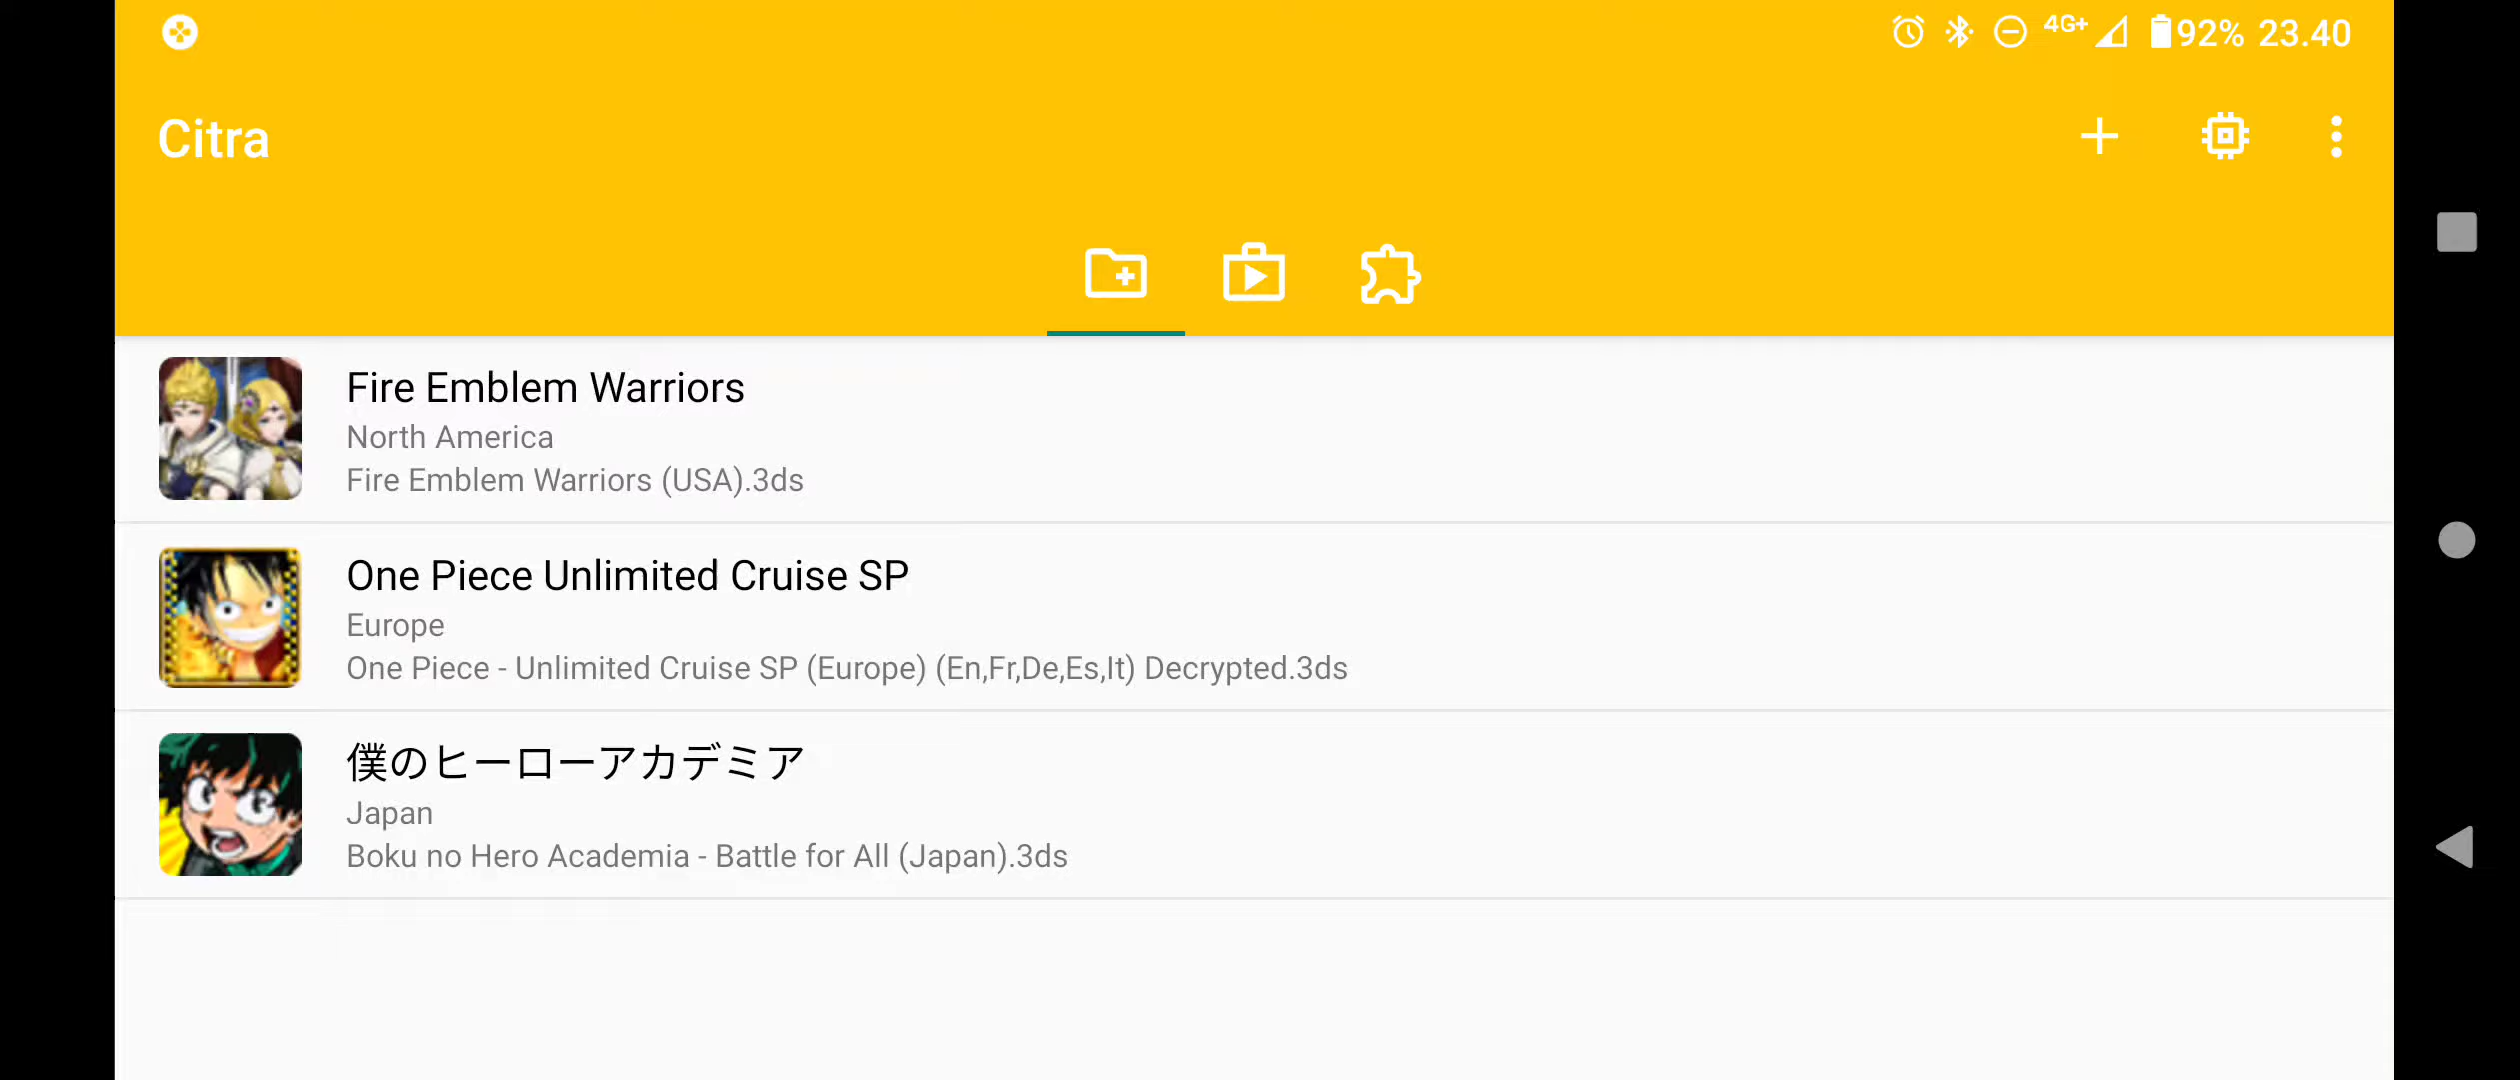 4G+ 92% 23.40
Citra
Fire Emblem Warriors
North America
Fire Emblem Warriors (USA).3ds
One Piece Unlimited Cruise SP
Europe
One Piece - Unlimited Cruise SP (Europe) (En,Fr,De,Es,It) Decrypted.3ds
僕のヒーローアカデミア
Japan
Boku no Hero Academia - Battle for All (Japan).3ds